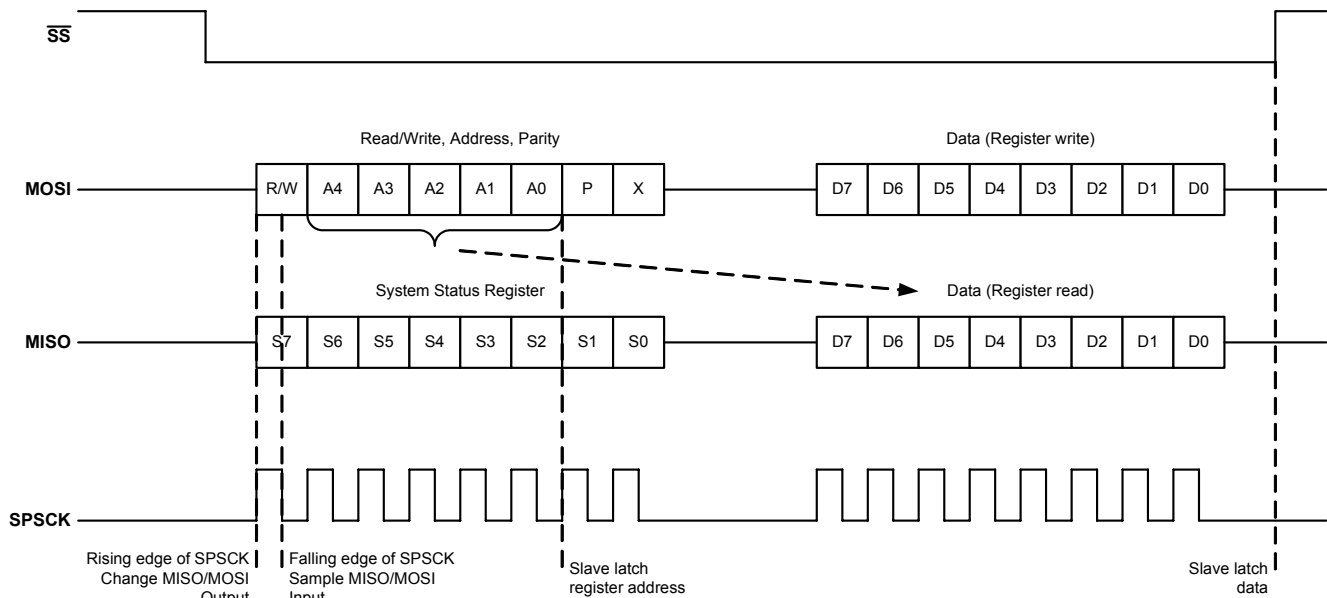 SS
Read/Write, Address, Parity Data (Register write)
MOSI R/W A4 A3 A2 A1 A0 P X D7 D6 D5 D4 D3 D2 D1 D0
System Status Register Data (Register read)
MISO S7 S6 S5 S4 S3 S2 S1 S0 D7 D6 D5 D4 D3 D2 D1 D0
SPSCK
Rising edge of SPSCK
Change MISO/MOSI
Output
Falling edge of SPSCK
Sample MISO/MOSI
Input
Slave latch
register address
Slave latch
data